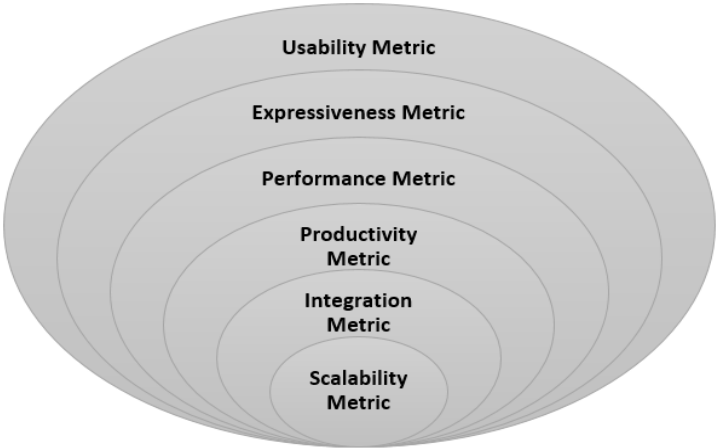 Usability Metric
Expressiveness Metric
Performance Metric
Productivity
Metric
Integration
Metric
Scalability
Metric